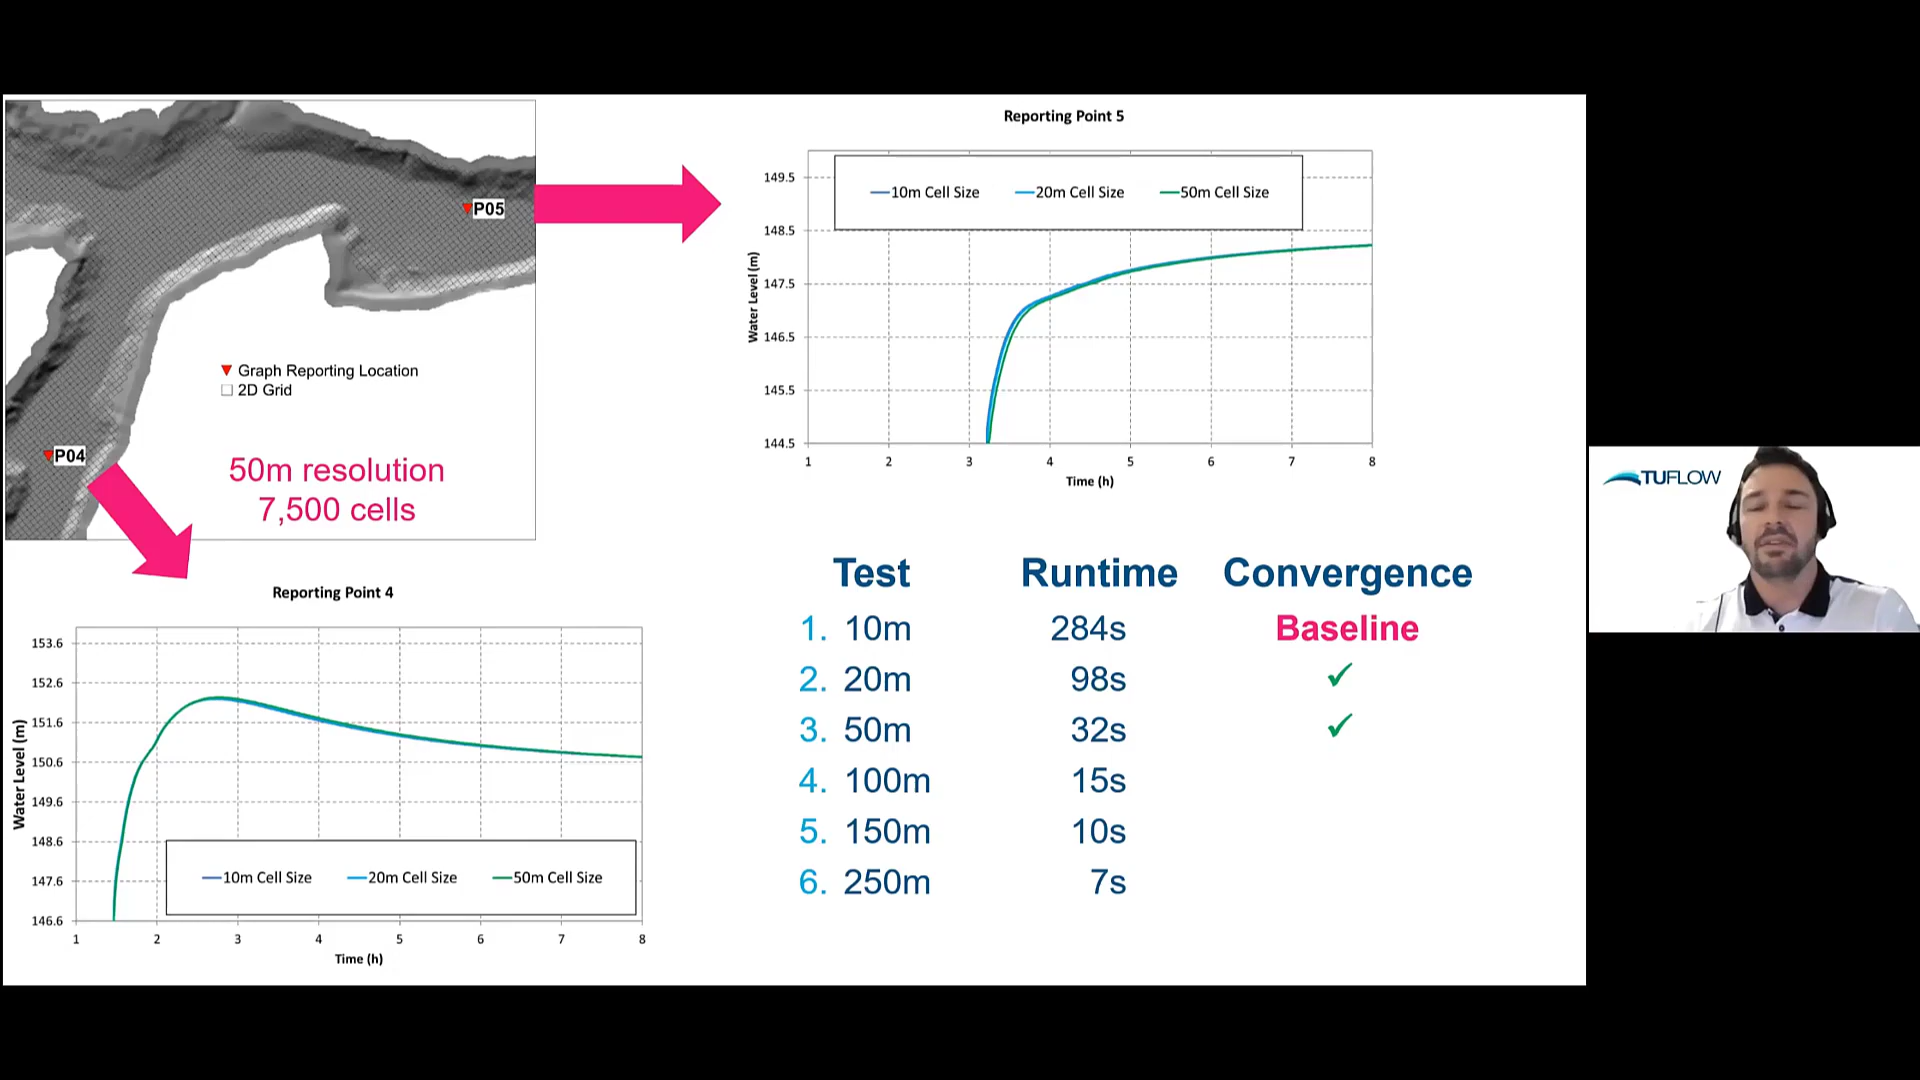 P05
Graph Reporting Location
2D Grid
P04
50m resolution
7,500 cells
Reporting Point 5
10m Cell Size 20m Cell Size 50m Cell Size
149.5
148.5
147.5
146.5
145.5
144.5
Water Level (m)
1 2 3 4 5 6 7 8
Time (h)
Reporting Point 4
153.6
152.6
151.6
150.6
149.6
148.6
147.6
146.6
Water Level (m)
10m Cell Size 20m Cell Size 50m Cell Size
1 2 3 4 5 6 7 8
Time (h)
Test Runtime Convergence
1. 10m 284s Baseline
2. 20m 98s ✓
3. 50m 32s ✓
4. 100m 15s
5. 150m 10s
6. 250m 7s
TUFLOW